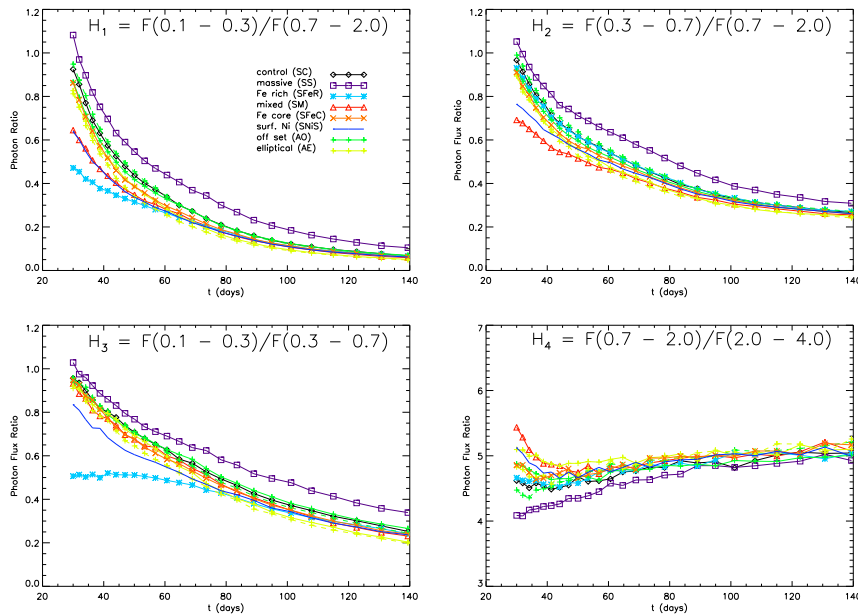 H1 = F(0.1 - 0.3)/F(0.7 - 2.0)
1.2
1.0
0.8
0.6
0.4
0.2
0.0
Photon Ratio
control (SC)
massive (SS)
Fe rich (SFeR)
mixed (SM)
Fe core (SFeC)
surf. Ni (SNiS)
off set (AO)
elliptical (AE)
20 40 60 80 100 120 140
t (days)
H2 = F(0.3 - 0.7)/F(0.7 - 2.0)
1.2
1.0
0.8
0.6
0.4
0.2
0.0
Photon Flux Ratio
20 40 60 80 100 120 140
t (days)
H3 = F(0.1 - 0.3)/F(0.3 - 0.7)
1.2
1.0
0.8
0.6
0.4
0.2
0.0
Photon Flux Ratio
20 40 60 80 100 120 140
t (days)
H4 = F(0.7 - 2.0)/F(2.0 - 4.0)
7
6
5
4
3
Photon Flux Ratio
20 40 60 80 100 120 140
t (days)